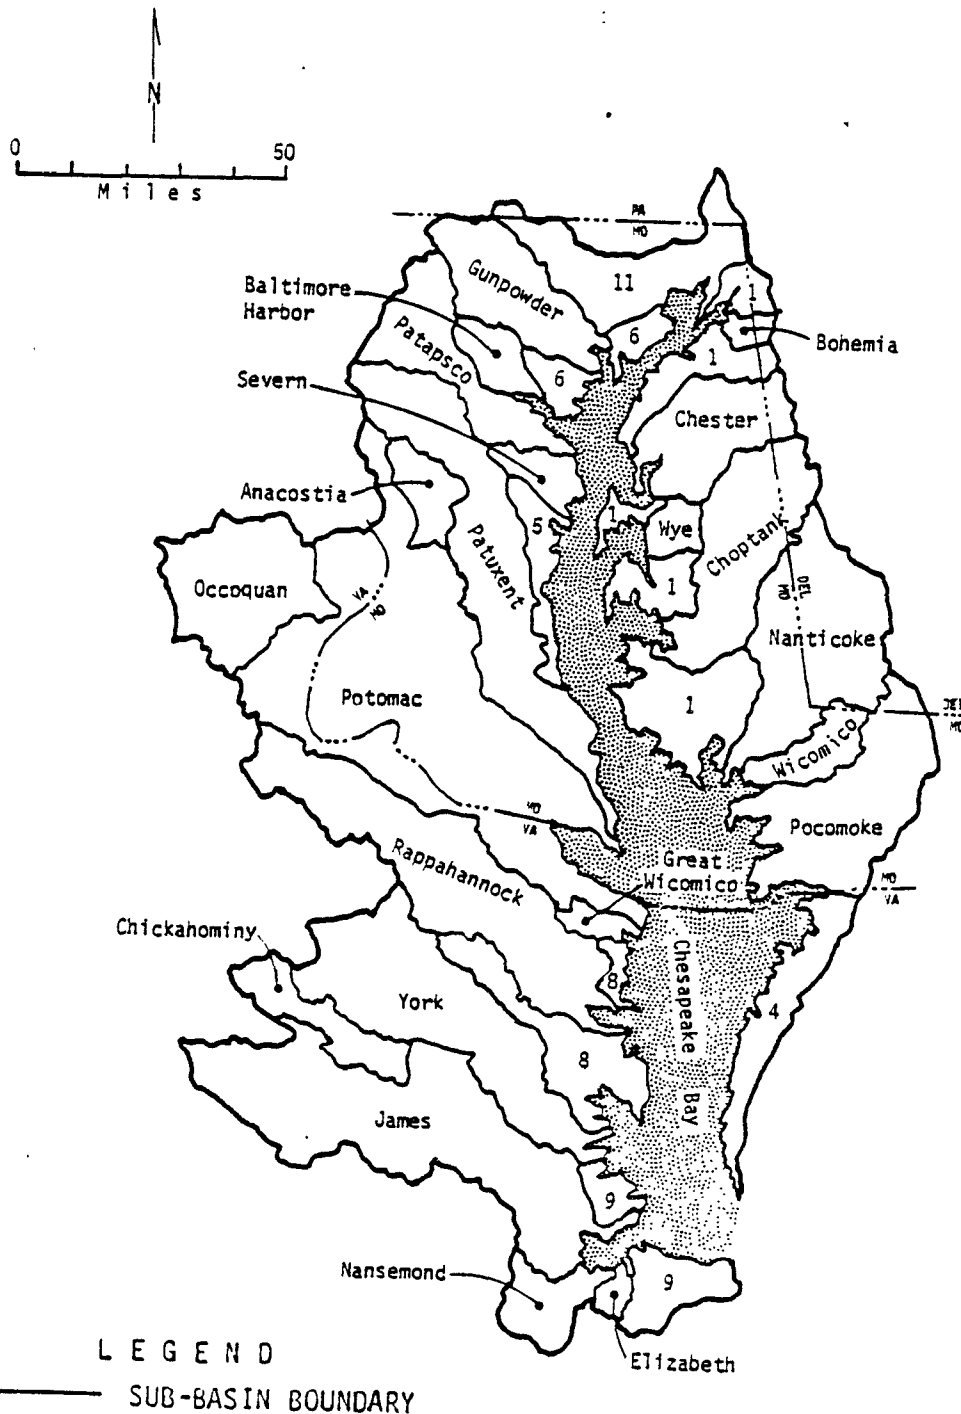 N
0 50
Miles
PA
MD
Gunpowder
11
1
Baltimore
Harbor
6
Bohemia
Patapsco
1
6
Severn
Chester
Anacostia
5
1
Wye
Choptank
Patuxent
Occoquan
VA
MD
1
DEL
MD
Nanticoke
Potomac
1
DEL
MD
Wicomico
MD
VA
Pocomoke
Rappahannock
Great
Wicomico
MD
VA
Chickahominy
Chesapeake Bay
8
York
4
8
James
9
Nansemond
9
Elizabeth
LEGEND
SUB-BASIN BOUNDARY